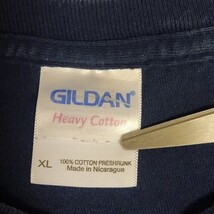 GILDAN®
Heavy Cotton
XL
100% COTTON PRESHRUNK
Made in Nicaragua